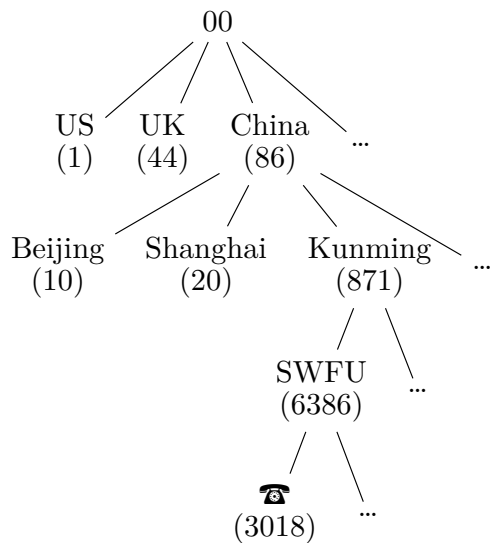 00
US UK China ...
(1) (44) (86)
Beijing Shanghai Kunming ...
(10) (20) (871)
SWFU ...
(6386)
☎ ...
(3018)